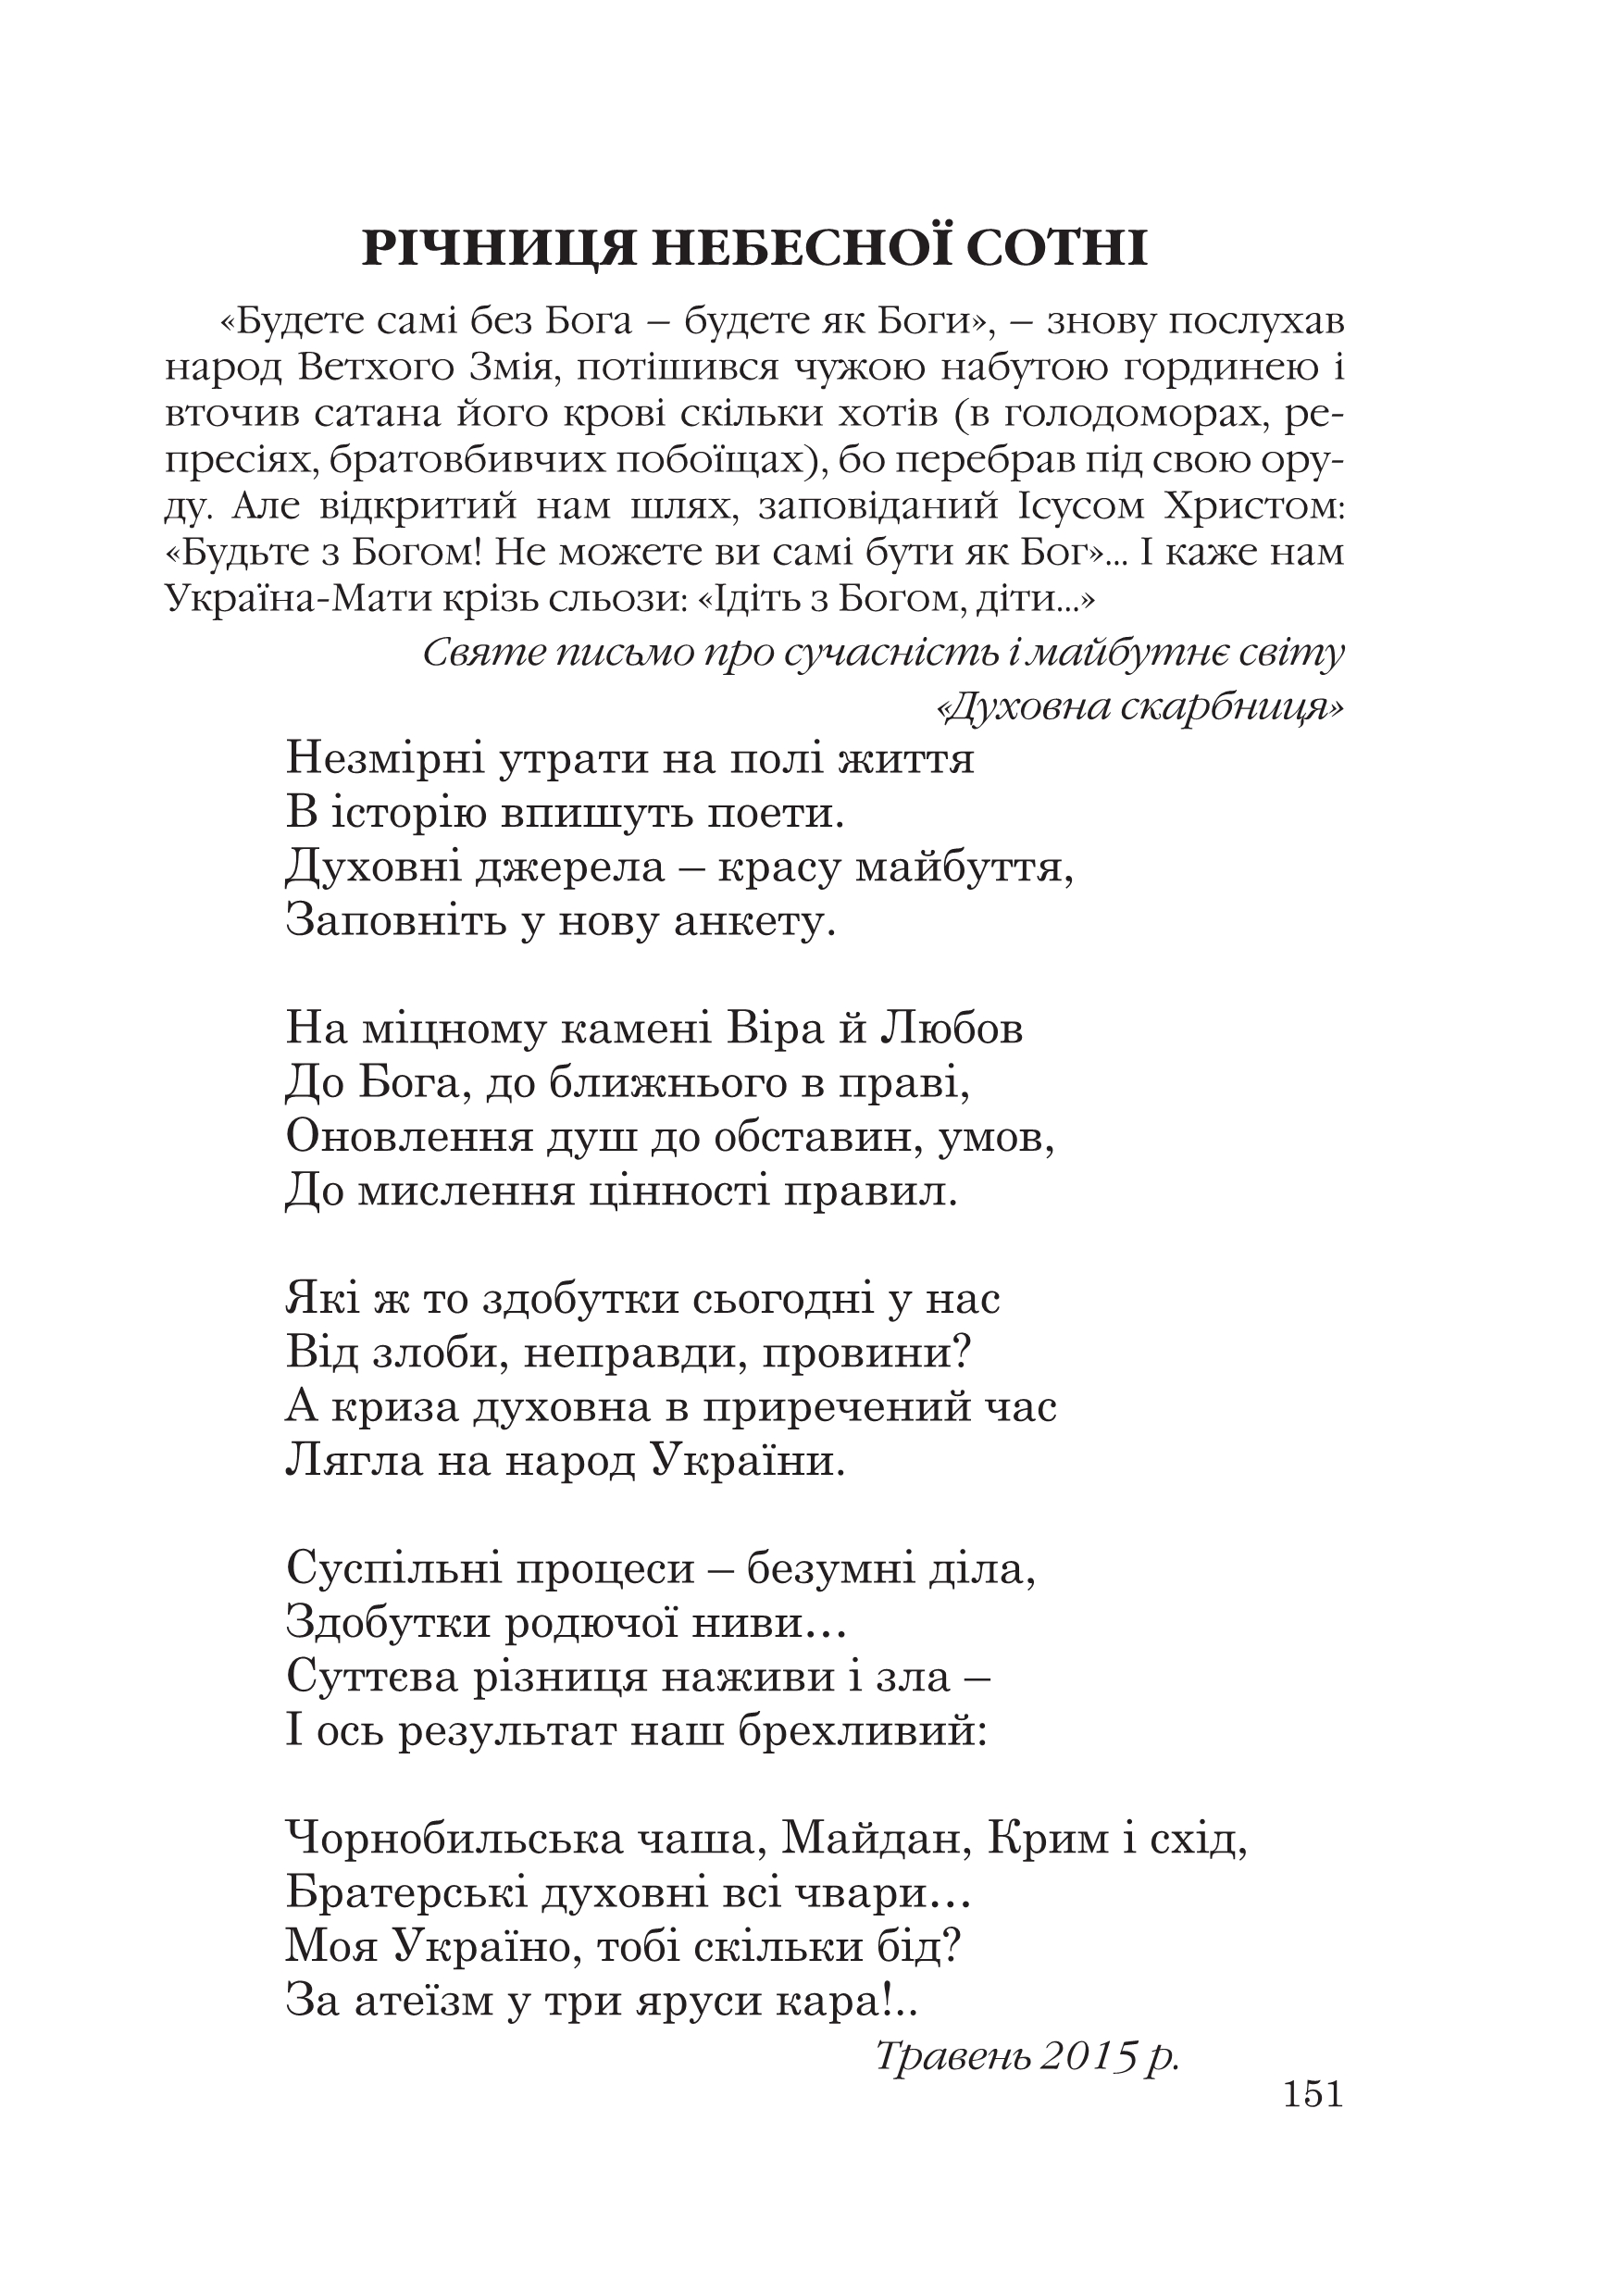 РІЧНИЦЯ НЕБЕСНОЇ СОТНІ
«Будете самі без Бога – будете як Боги», – знову послухав
народ Ветхого Змія, потішився чужою набутою гординею і
вточив сатана його крові скільки хотів (в голодоморах, ре-
пресіях, братовбивчих побоїщах), бо перебрав під свою ору-
ду. Але відкритий нам шлях, заповіданий Ісусом Христом:
«Будьте з Богом! Не можете ви самі бути як Бог»... І каже нам
Україна-Мати крізь сльози: «Ідіть з Богом, діти...»
Святе письмо про сучасність і майбутнє світу
«Духовна скарбниця»
Незмірні утрати на полі життя
В історію впишуть поети.
Духовні джерела – красу майбуття,
Заповніть у нову анкету.
На міцному камені Віра й Любов
До Бога, до ближнього в праві,
Оновлення душ до обставин, умов,
До мислення цінності правил.
Які ж то здобутки сьогодні у нас
Від злоби, неправди, провини?
А криза духовна в приречений час
Лягла на народ України.
Суспільні процеси – безумні діла,
Здобутки родючої ниви...
Суттєва різниця наживи і зла –
І ось результат наш брехливий:
Чорнобильська чаша, Майдан, Крим і схід,
Братерські духовні всі чвари...
Моя Україно, тобі скільки бід?
За атеїзм у три яруси кара!..
Травень 2015 р.
151